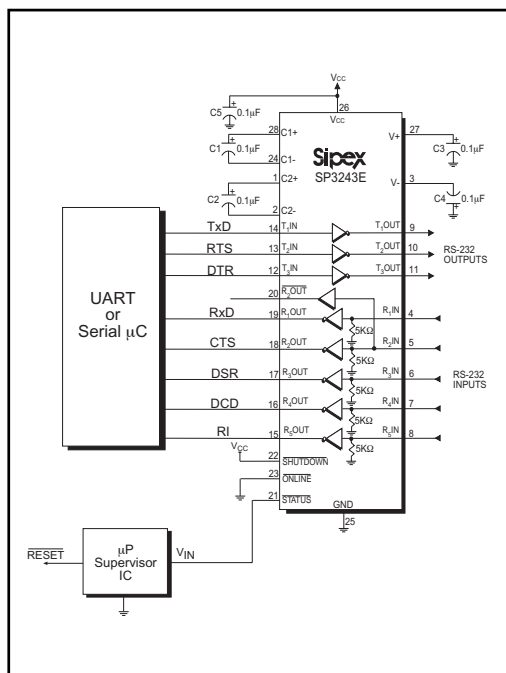 VCC
C5 + 0.1μF
26
VCC
28 C1+
C1 + 0.1μF
24 C1-
1 C2+
C2 + 0.1μF
2 C2-
Sipex
SP3243E
V+ 27
C3 + 0.1μF
V- 3
C4 + 0.1μF
UART
or
Serial μC
TxD 14 T1IN T1OUT 9
RTS 13 T2IN T2OUT 10
DTR 12 T3IN T3OUT 11
RS-232
OUTPUTS
20 R2OUT
RxD 19 R1OUT R1IN 4
5KΩ
CTS 18 R2OUT R2IN 5
5KΩ
DSR 17 R3OUT R3IN 6
5KΩ
DCD 16 R4OUT R4IN 7
5KΩ
RI 15 R5OUT R5IN 8
5KΩ
RS-232
INPUTS
VCC
22
SHUTDOWN
23
ONLINE
21
STATUS
GND
25
RESET
μP
Supervisor
IC
VIN